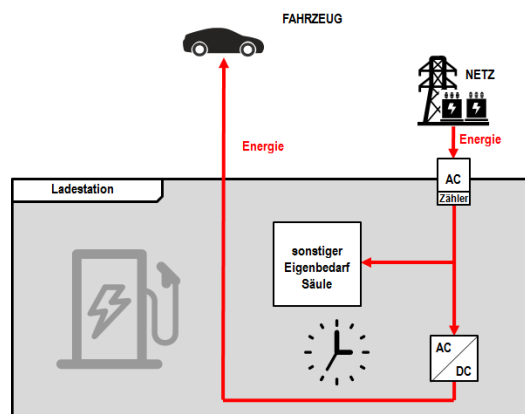 FAHRZEUG
NETZ
Energie
Energie
AC
Zähler
Ladestation
sonstiger
Eigenbedarf
Säule
AC
DC